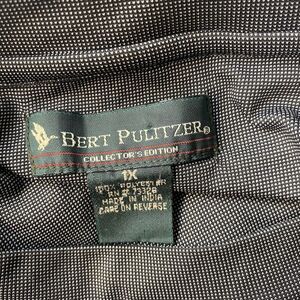 BERT PULITZER®
COLLECTOR'S EDITION
1X
100% POLYESTER
MADE IN INDIA
CARE ON REVERSE